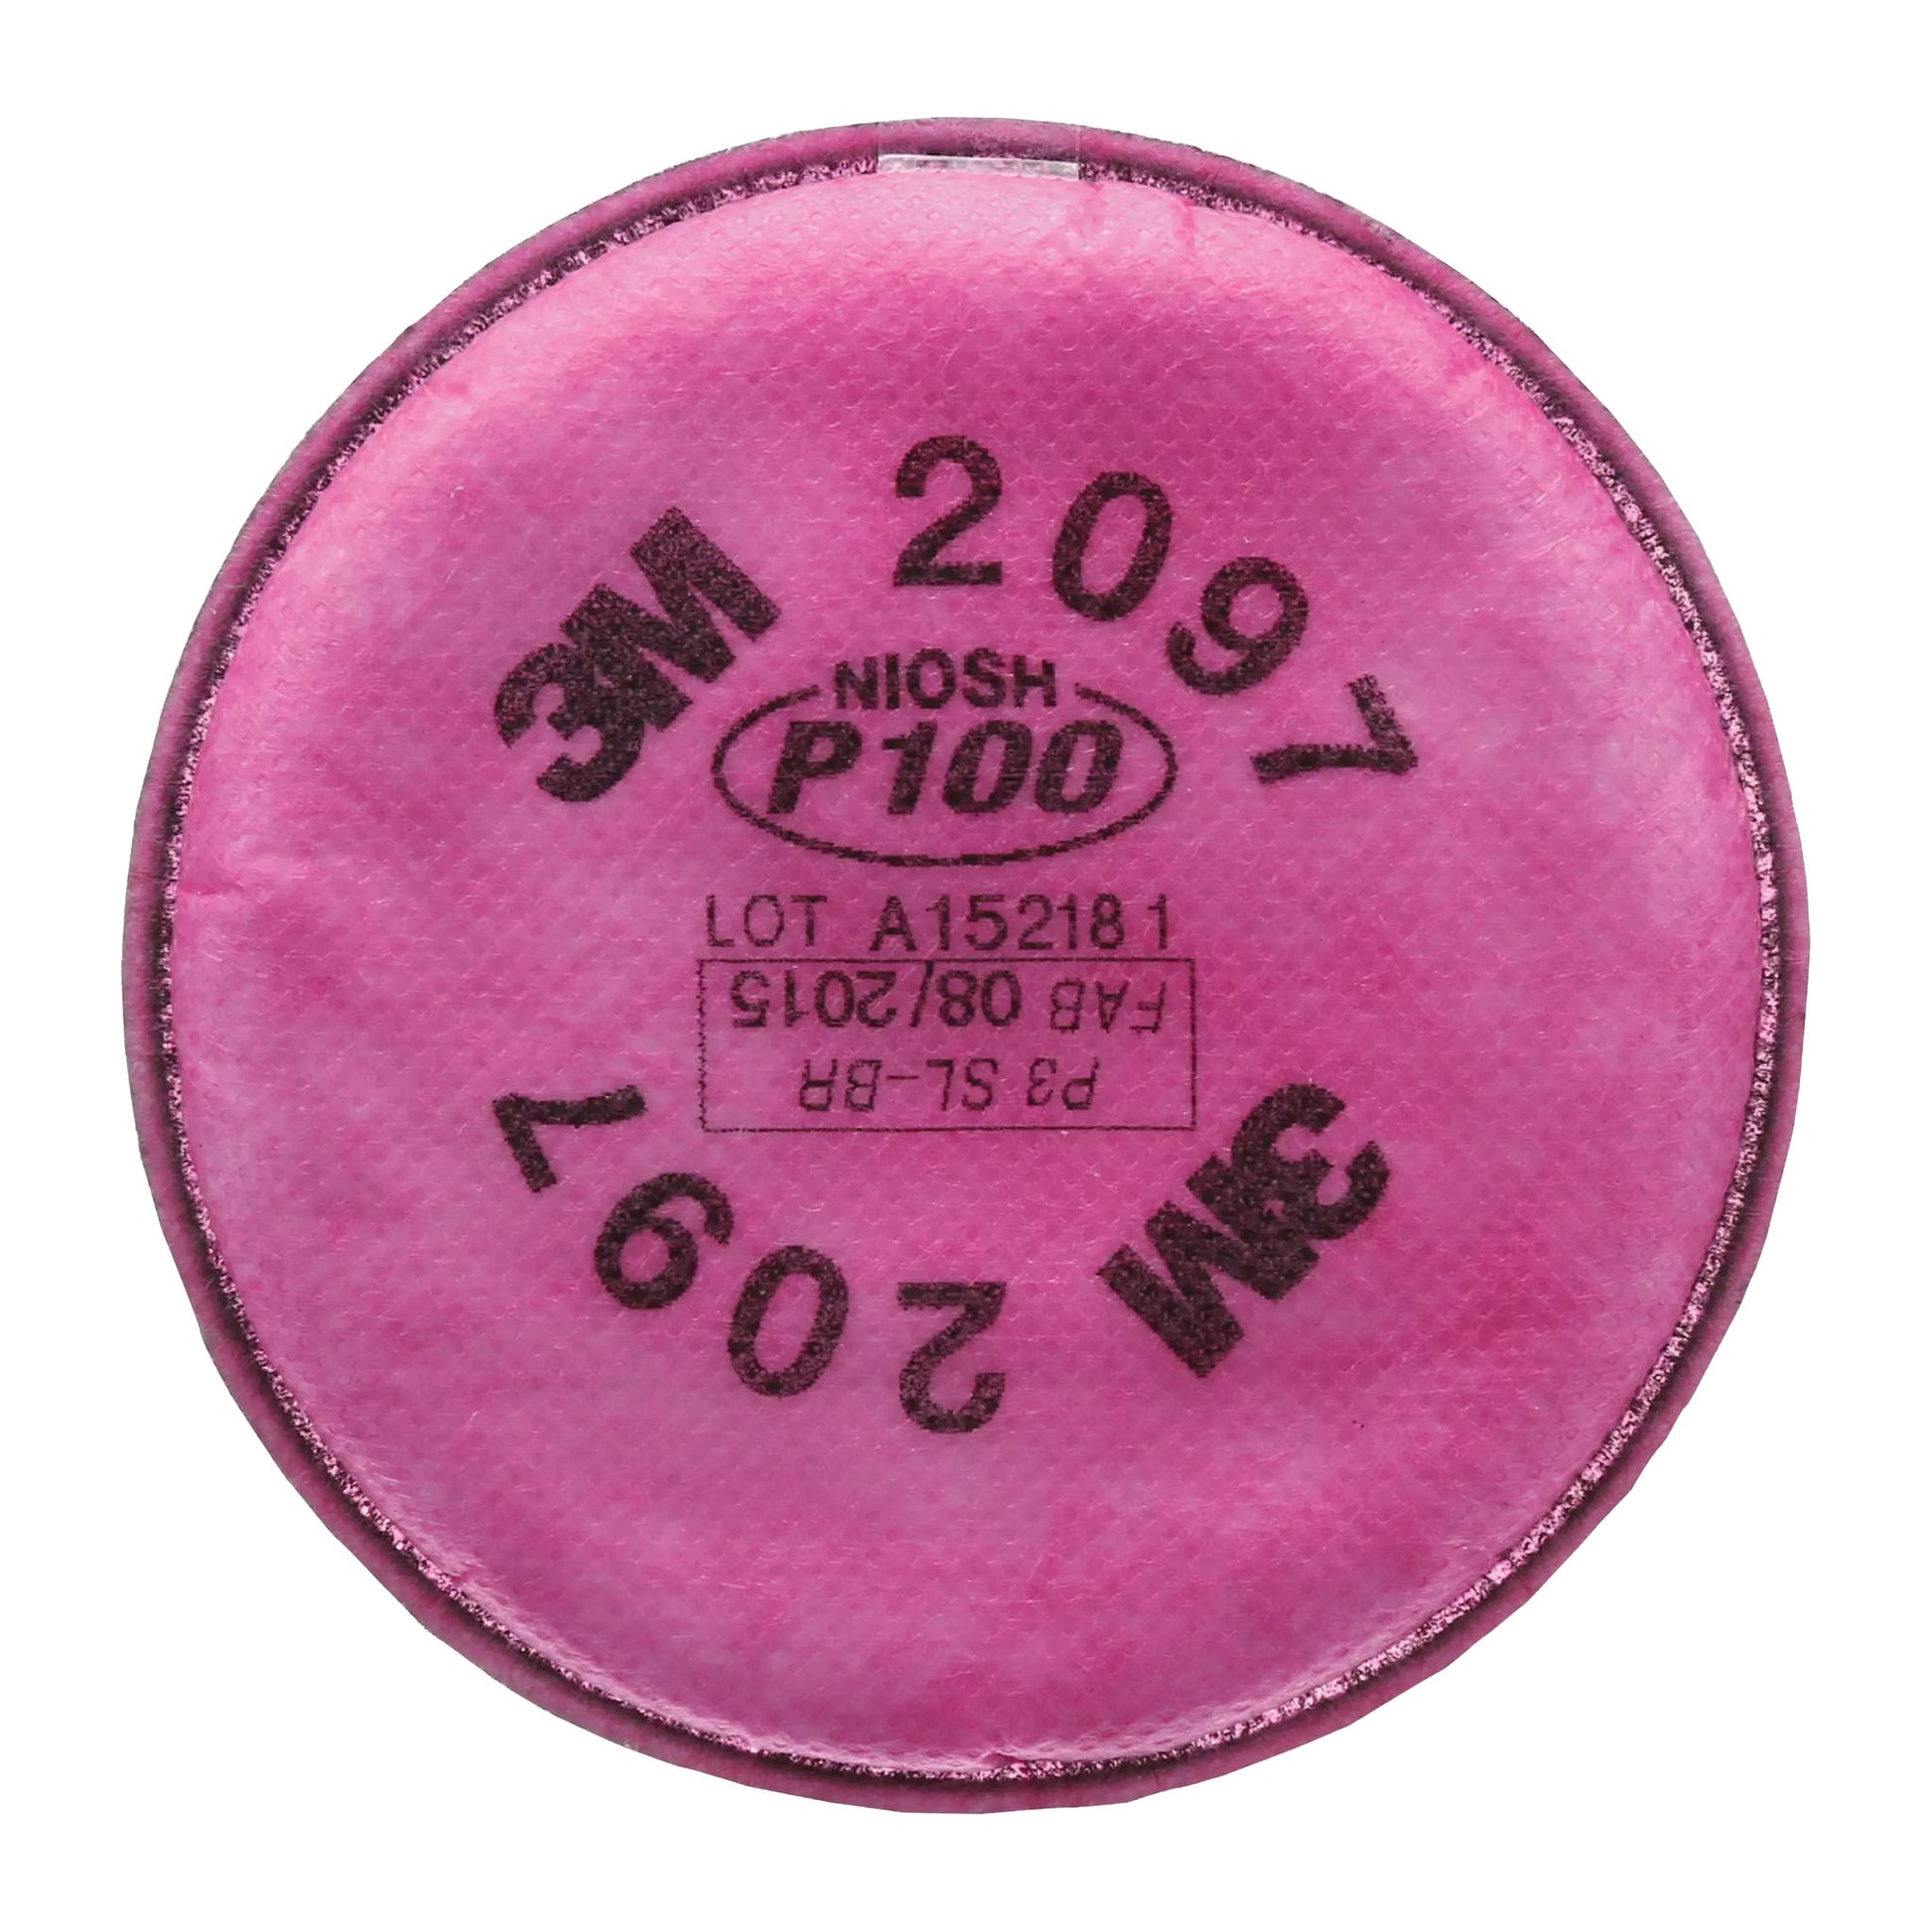 3M 2097
NIOSH
P100
LOT A152181
FAB 08/2015
P3 SL-BR
3M 2097